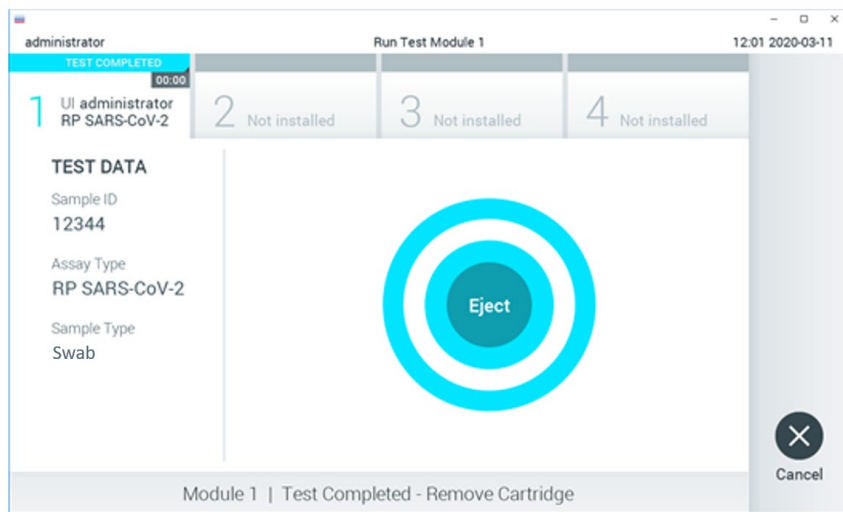 administrator Run Test Module 1 12:01 2020-03-11
TEST COMPLETED
00:00
1 UI administrator
RP SARS-CoV-2
2 Not installed
3 Not installed
4 Not installed
TEST DATA
Sample ID
12344
Assay Type
RP SARS-CoV-2
Sample Type
Swab
Eject
Cancel
Module 1 | Test Completed - Remove Cartridge